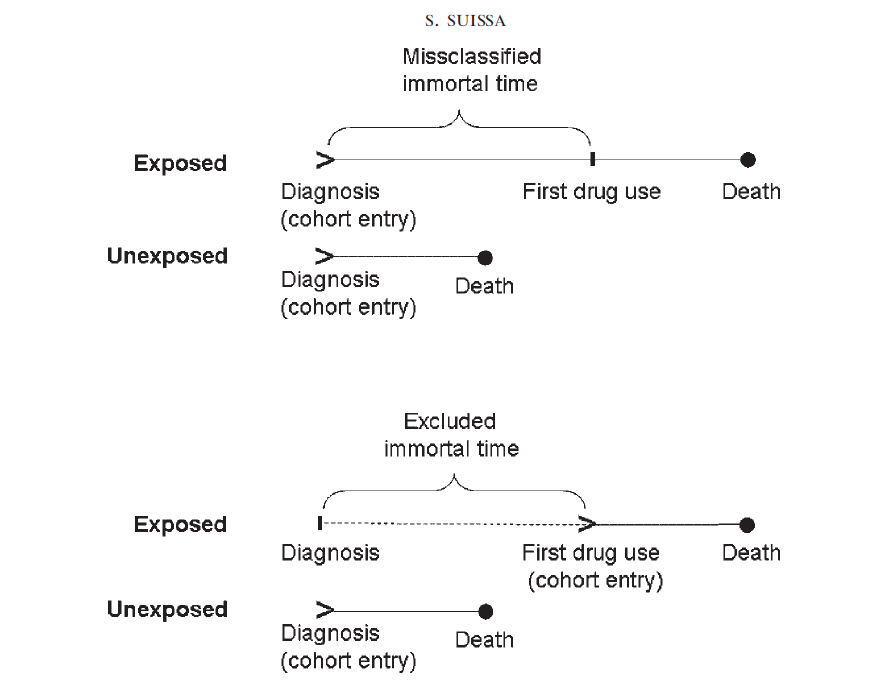 S. SUISSA
Missclassified
immortal time
Exposed
Diagnosis
(cohort entry)
First drug use
Death
Unexposed
Diagnosis
(cohort entry)
Death
Excluded
immortal time
Exposed
Diagnosis
First drug use
(cohort entry)
Death
Unexposed
Diagnosis
(cohort entry)
Death